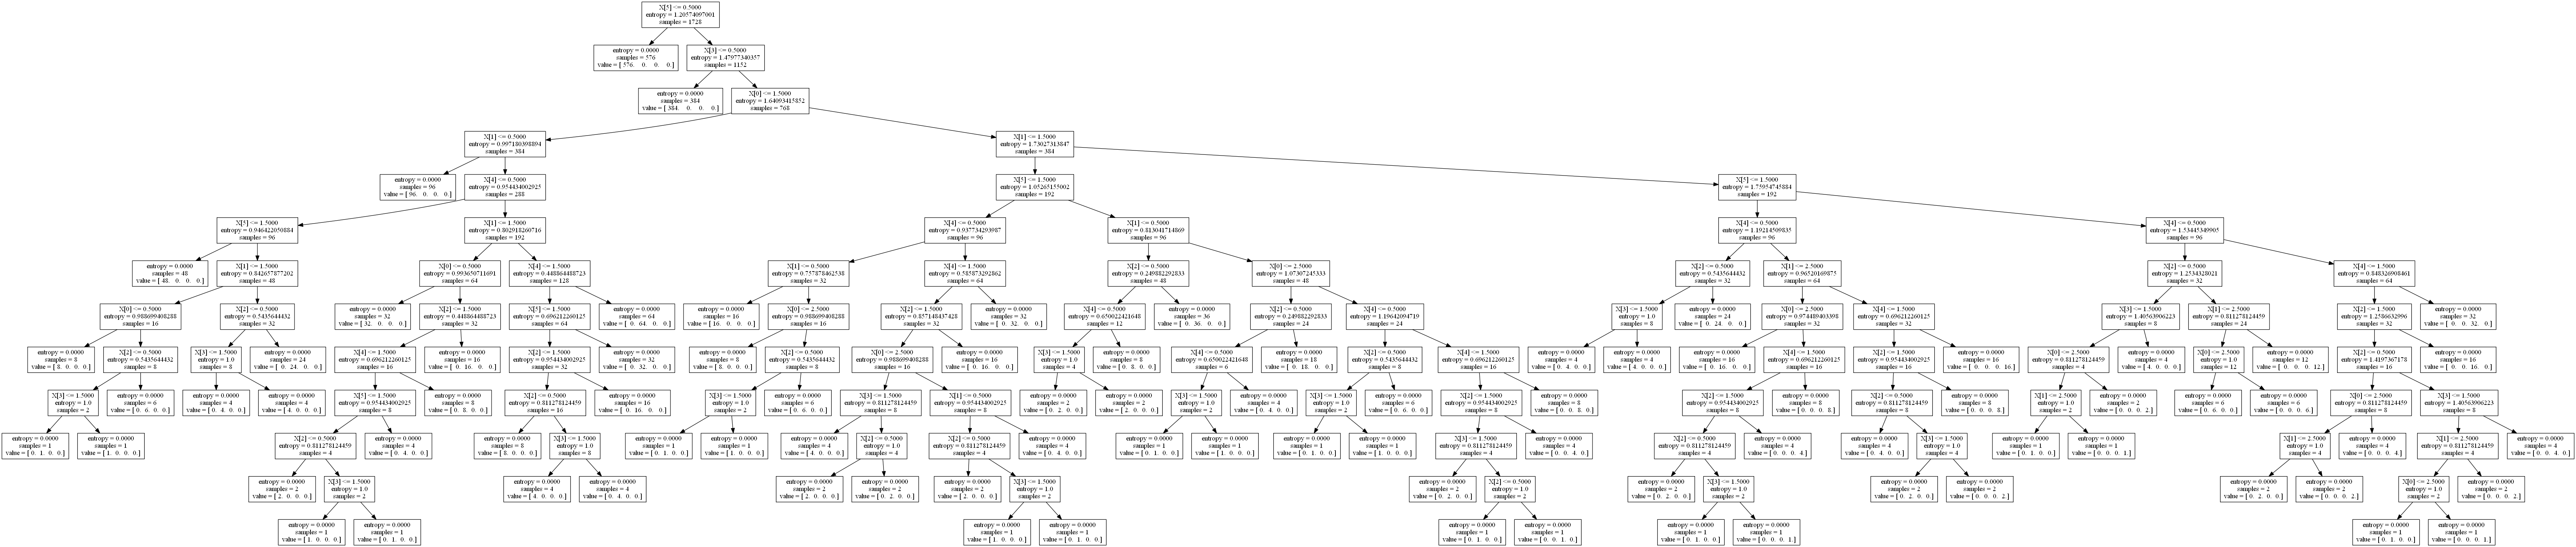 X[5] <= 0.5000
entropy = 1.20574097001
samples = 1728
entropy = 0.0000
samples = 576
value = [ 576. 0. 0. 0.]
X[3] <= 0.5000
entropy = 1.47977340357
samples = 1152
entropy = 0.0000
samples = 384
value = [ 384. 0. 0. 0.]
X[0] <= 1.5000
entropy = 1.64093415852
samples = 768
X[1] <= 0.5000
entropy = 0.997180398894
samples = 384
X[1] <= 1.5000
entropy = 1.73027313847
samples = 384
entropy = 0.0000
samples = 96
value = [ 96. 0. 0. 0.]
X[4] <= 0.5000
entropy = 0.954434002925
samples = 288
X[5] <= 1.5000
entropy = 1.05265155002
samples = 192
X[5] <= 1.5000
entropy = 1.75954745884
samples = 192
X[5] <= 1.5000
entropy = 0.946422050884
samples = 96
X[1] <= 1.5000
entropy = 0.802918260716
samples = 192
X[4] <= 0.5000
entropy = 0.937734293987
samples = 96
X[1] <= 0.5000
entropy = 0.813041714869
samples = 96
X[4] <= 0.5000
entropy = 1.19214509835
samples = 96
X[4] <= 0.5000
entropy = 1.53445349905
samples = 96
entropy = 0.0000
samples = 48
value = [ 48. 0. 0. 0.]
X[1] <= 1.5000
entropy = 0.842657877202
samples = 48
X[0] <= 0.5000
entropy = 0.993650711691
samples = 64
X[4] <= 1.5000
entropy = 0.448864488723
samples = 128
X[1] <= 0.5000
entropy = 0.757878462538
samples = 32
X[4] <= 1.5000
entropy = 0.585873292862
samples = 64
X[2] <= 0.5000
entropy = 0.249882292833
samples = 48
X[0] <= 2.5000
entropy = 1.07307245333
samples = 48
X[2] <= 0.5000
entropy = 0.5435644432
samples = 32
X[1] <= 2.5000
entropy = 0.96520169875
samples = 64
X[2] <= 0.5000
entropy = 1.2534328021
samples = 32
X[4] <= 1.5000
entropy = 0.848326908461
samples = 64
X[0] <= 0.5000
entropy = 0.988699408288
samples = 16
X[2] <= 0.5000
entropy = 0.5435644432
samples = 32
entropy = 0.0000
samples = 32
value = [ 32. 0. 0. 0.]
X[2] <= 1.5000
entropy = 0.448864488723
samples = 32
X[5] <= 1.5000
entropy = 0.696212260125
samples = 64
entropy = 0.0000
samples = 64
value = [ 0. 64. 0. 0.]
entropy = 0.0000
samples = 16
value = [ 16. 0. 0. 0.]
X[0] <= 2.5000
entropy = 0.988699408288
samples = 16
X[2] <= 1.5000
entropy = 0.857148437428
samples = 32
entropy = 0.0000
samples = 32
value = [ 0. 32. 0. 0.]
X[4] <= 0.5000
entropy = 0.650022421648
samples = 12
entropy = 0.0000
samples = 36
value = [ 0. 36. 0. 0.]
X[2] <= 0.5000
entropy = 0.249882292833
samples = 24
X[4] <= 0.5000
entropy = 1.19642094719
samples = 24
X[3] <= 1.5000
entropy = 1.0
samples = 8
entropy = 0.0000
samples = 24
value = [ 0. 24. 0. 0.]
X[0] <= 2.5000
entropy = 0.974489403398
samples = 32
X[4] <= 1.5000
entropy = 0.696212260125
samples = 32
X[3] <= 1.5000
entropy = 1.40563906223
samples = 8
X[1] <= 2.5000
entropy = 0.811278124459
samples = 24
X[2] <= 1.5000
entropy = 1.2586632996
samples = 32
entropy = 0.0000
samples = 32
value = [ 0. 0. 32. 0.]
entropy = 0.0000
samples = 8
value = [ 8. 0. 0. 0.]
X[2] <= 0.5000
entropy = 0.5435644432
samples = 8
X[3] <= 1.5000
entropy = 1.0
samples = 8
entropy = 0.0000
samples = 24
value = [ 0. 24. 0. 0.]
X[4] <= 1.5000
entropy = 0.696212260125
samples = 16
entropy = 0.0000
samples = 16
value = [ 0. 16. 0. 0.]
X[2] <= 1.5000
entropy = 0.954434002925
samples = 32
entropy = 0.0000
samples = 32
value = [ 0. 32. 0. 0.]
entropy = 0.0000
samples = 8
value = [ 8. 0. 0. 0.]
X[2] <= 0.5000
entropy = 0.5435644432
samples = 8
X[0] <= 2.5000
entropy = 0.988699408288
samples = 16
entropy = 0.0000
samples = 16
value = [ 0. 16. 0. 0.]
X[3] <= 1.5000
entropy = 1.0
samples = 4
entropy = 0.0000
samples = 8
value = [ 0. 8. 0. 0.]
X[4] <= 0.5000
entropy = 0.650022421648
samples = 6
entropy = 0.0000
samples = 18
value = [ 0. 18. 0. 0.]
X[2] <= 0.5000
entropy = 0.5435644432
samples = 8
X[4] <= 1.5000
entropy = 0.696212260125
samples = 16
entropy = 0.0000
samples = 4
value = [ 0. 4. 0. 0.]
entropy = 0.0000
samples = 4
value = [ 4. 0. 0. 0.]
entropy = 0.0000
samples = 16
value = [ 0. 16. 0. 0.]
X[4] <= 1.5000
entropy = 0.696212260125
samples = 16
X[2] <= 1.5000
entropy = 0.954434002925
samples = 16
entropy = 0.0000
samples = 16
value = [ 0. 0. 0. 16.]
X[0] <= 2.5000
entropy = 0.811278124459
samples = 4
entropy = 0.0000
samples = 4
value = [ 4. 0. 0. 0.]
X[0] <= 2.5000
entropy = 1.0
samples = 12
entropy = 0.0000
samples = 12
value = [ 0. 0. 0. 12.]
X[2] <= 0.5000
entropy = 1.4197367178
samples = 16
entropy = 0.0000
samples = 16
value = [ 0. 0. 16. 0.]
X[3] <= 1.5000
entropy = 1.0
samples = 2
entropy = 0.0000
samples = 6
value = [ 0. 6. 0. 0.]
entropy = 0.0000
samples = 4
value = [ 0. 4. 0. 0.]
entropy = 0.0000
samples = 4
value = [ 4. 0. 0. 0.]
X[5] <= 1.5000
entropy = 0.954434002925
samples = 8
entropy = 0.0000
samples = 8
value = [ 0. 8. 0. 0.]
X[2] <= 0.5000
entropy = 0.811278124459
samples = 16
entropy = 0.0000
samples = 16
value = [ 0. 16. 0. 0.]
X[3] <= 1.5000
entropy = 1.0
samples = 2
entropy = 0.0000
samples = 6
value = [ 0. 6. 0. 0.]
X[3] <= 1.5000
entropy = 0.811278124459
samples = 8
X[1] <= 0.5000
entropy = 0.954434002925
samples = 8
entropy = 0.0000
samples = 2
value = [ 0. 2. 0. 0.]
entropy = 0.0000
samples = 2
value = [ 2. 0. 0. 0.]
X[3] <= 1.5000
entropy = 1.0
samples = 2
entropy = 0.0000
samples = 4
value = [ 0. 4. 0. 0.]
X[3] <= 1.5000
entropy = 1.0
samples = 2
entropy = 0.0000
samples = 6
value = [ 0. 6. 0. 0.]
X[2] <= 1.5000
entropy = 0.954434002925
samples = 8
entropy = 0.0000
samples = 8
value = [ 0. 0. 8. 0.]
X[2] <= 1.5000
entropy = 0.954434002925
samples = 8
entropy = 0.0000
samples = 8
value = [ 0. 0. 0. 8.]
X[2] <= 0.5000
entropy = 0.811278124459
samples = 8
entropy = 0.0000
samples = 8
value = [ 0. 0. 0. 8.]
X[1] <= 2.5000
entropy = 1.0
samples = 2
entropy = 0.0000
samples = 2
value = [ 0. 0. 0. 2.]
entropy = 0.0000
samples = 6
value = [ 0. 6. 0. 0.]
entropy = 0.0000
samples = 6
value = [ 0. 0. 0. 6.]
X[0] <= 2.5000
entropy = 0.811278124459
samples = 8
X[3] <= 1.5000
entropy = 1.40563906223
samples = 8
entropy = 0.0000
samples = 1
value = [ 0. 1. 0. 0.]
entropy = 0.0000
samples = 1
value = [ 1. 0. 0. 0.]
X[2] <= 0.5000
entropy = 0.811278124459
samples = 4
entropy = 0.0000
samples = 4
value = [ 0. 4. 0. 0.]
entropy = 0.0000
samples = 8
value = [ 8. 0. 0. 0.]
X[3] <= 1.5000
entropy = 1.0
samples = 8
entropy = 0.0000
samples = 1
value = [ 0. 1. 0. 0.]
entropy = 0.0000
samples = 1
value = [ 1. 0. 0. 0.]
entropy = 0.0000
samples = 4
value = [ 4. 0. 0. 0.]
X[2] <= 0.5000
entropy = 1.0
samples = 4
X[2] <= 0.5000
entropy = 0.811278124459
samples = 4
entropy = 0.0000
samples = 4
value = [ 0. 4. 0. 0.]
entropy = 0.0000
samples = 1
value = [ 0. 1. 0. 0.]
entropy = 0.0000
samples = 1
value = [ 1. 0. 0. 0.]
entropy = 0.0000
samples = 1
value = [ 0. 1. 0. 0.]
entropy = 0.0000
samples = 1
value = [ 1. 0. 0. 0.]
X[3] <= 1.5000
entropy = 0.811278124459
samples = 4
entropy = 0.0000
samples = 4
value = [ 0. 0. 4. 0.]
X[2] <= 0.5000
entropy = 0.811278124459
samples = 4
entropy = 0.0000
samples = 4
value = [ 0. 0. 0. 4.]
entropy = 0.0000
samples = 4
value = [ 0. 4. 0. 0.]
X[3] <= 1.5000
entropy = 1.0
samples = 4
entropy = 0.0000
samples = 1
value = [ 0. 1. 0. 0.]
entropy = 0.0000
samples = 1
value = [ 0. 0. 0. 1.]
X[1] <= 2.5000
entropy = 1.0
samples = 4
entropy = 0.0000
samples = 4
value = [ 0. 0. 0. 4.]
X[1] <= 2.5000
entropy = 0.811278124459
samples = 4
entropy = 0.0000
samples = 4
value = [ 0. 0. 4. 0.]
entropy = 0.0000
samples = 2
value = [ 2. 0. 0. 0.]
X[3] <= 1.5000
entropy = 1.0
samples = 2
entropy = 0.0000
samples = 4
value = [ 4. 0. 0. 0.]
entropy = 0.0000
samples = 4
value = [ 0. 4. 0. 0.]
entropy = 0.0000
samples = 2
value = [ 2. 0. 0. 0.]
entropy = 0.0000
samples = 2
value = [ 0. 2. 0. 0.]
entropy = 0.0000
samples = 2
value = [ 2. 0. 0. 0.]
X[3] <= 1.5000
entropy = 1.0
samples = 2
entropy = 0.0000
samples = 2
value = [ 0. 2. 0. 0.]
X[2] <= 0.5000
entropy = 1.0
samples = 2
entropy = 0.0000
samples = 2
value = [ 0. 2. 0. 0.]
X[3] <= 1.5000
entropy = 1.0
samples = 2
entropy = 0.0000
samples = 2
value = [ 0. 2. 0. 0.]
entropy = 0.0000
samples = 2
value = [ 0. 0. 0. 2.]
entropy = 0.0000
samples = 2
value = [ 0. 2. 0. 0.]
entropy = 0.0000
samples = 2
value = [ 0. 0. 0. 2.]
X[0] <= 2.5000
entropy = 1.0
samples = 2
entropy = 0.0000
samples = 2
value = [ 0. 0. 0. 2.]
entropy = 0.0000
samples = 1
value = [ 1. 0. 0. 0.]
entropy = 0.0000
samples = 1
value = [ 0. 1. 0. 0.]
entropy = 0.0000
samples = 1
value = [ 1. 0. 0. 0.]
entropy = 0.0000
samples = 1
value = [ 0. 1. 0. 0.]
entropy = 0.0000
samples = 1
value = [ 0. 1. 0. 0.]
entropy = 0.0000
samples = 1
value = [ 0. 0. 1. 0.]
entropy = 0.0000
samples = 1
value = [ 0. 1. 0. 0.]
entropy = 0.0000
samples = 1
value = [ 0. 0. 0. 1.]
entropy = 0.0000
samples = 1
value = [ 0. 1. 0. 0.]
entropy = 0.0000
samples = 1
value = [ 0. 0. 0. 1.]